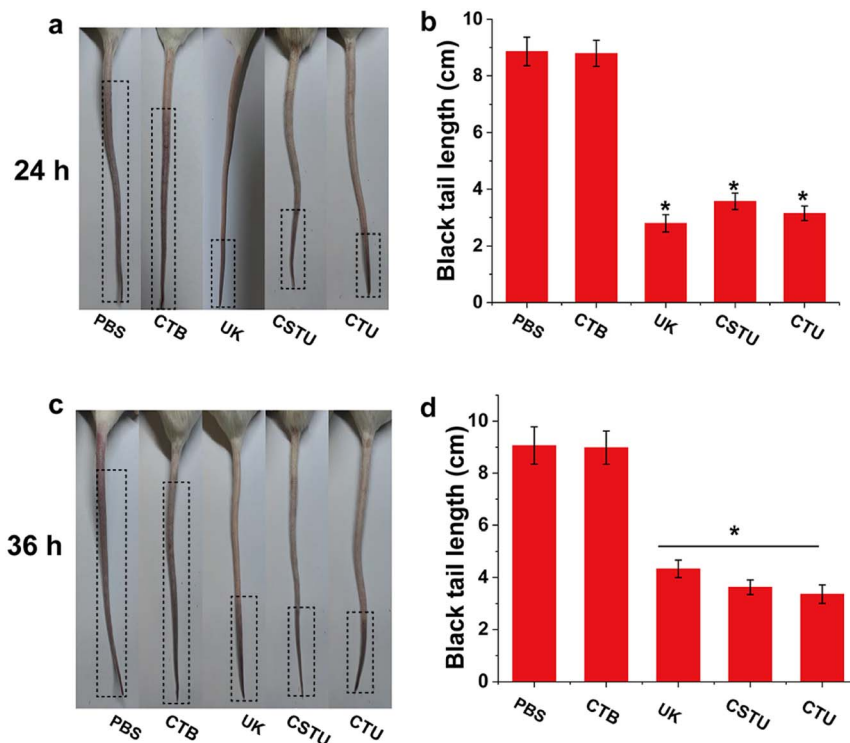 a
24 h
PBS
CTB
UK
CSTU
CTU
b
Black tail length (cm)
10
8
6
4
2
0
*
*
*
PBS
CTB
UK
CSTU
CTU
c
36 h
PBS
CTB
UK
CSTU
CTU
d
Black tail length (cm)
10
8
6
4
2
0
*
PBS
CTB
UK
CSTU
CTU